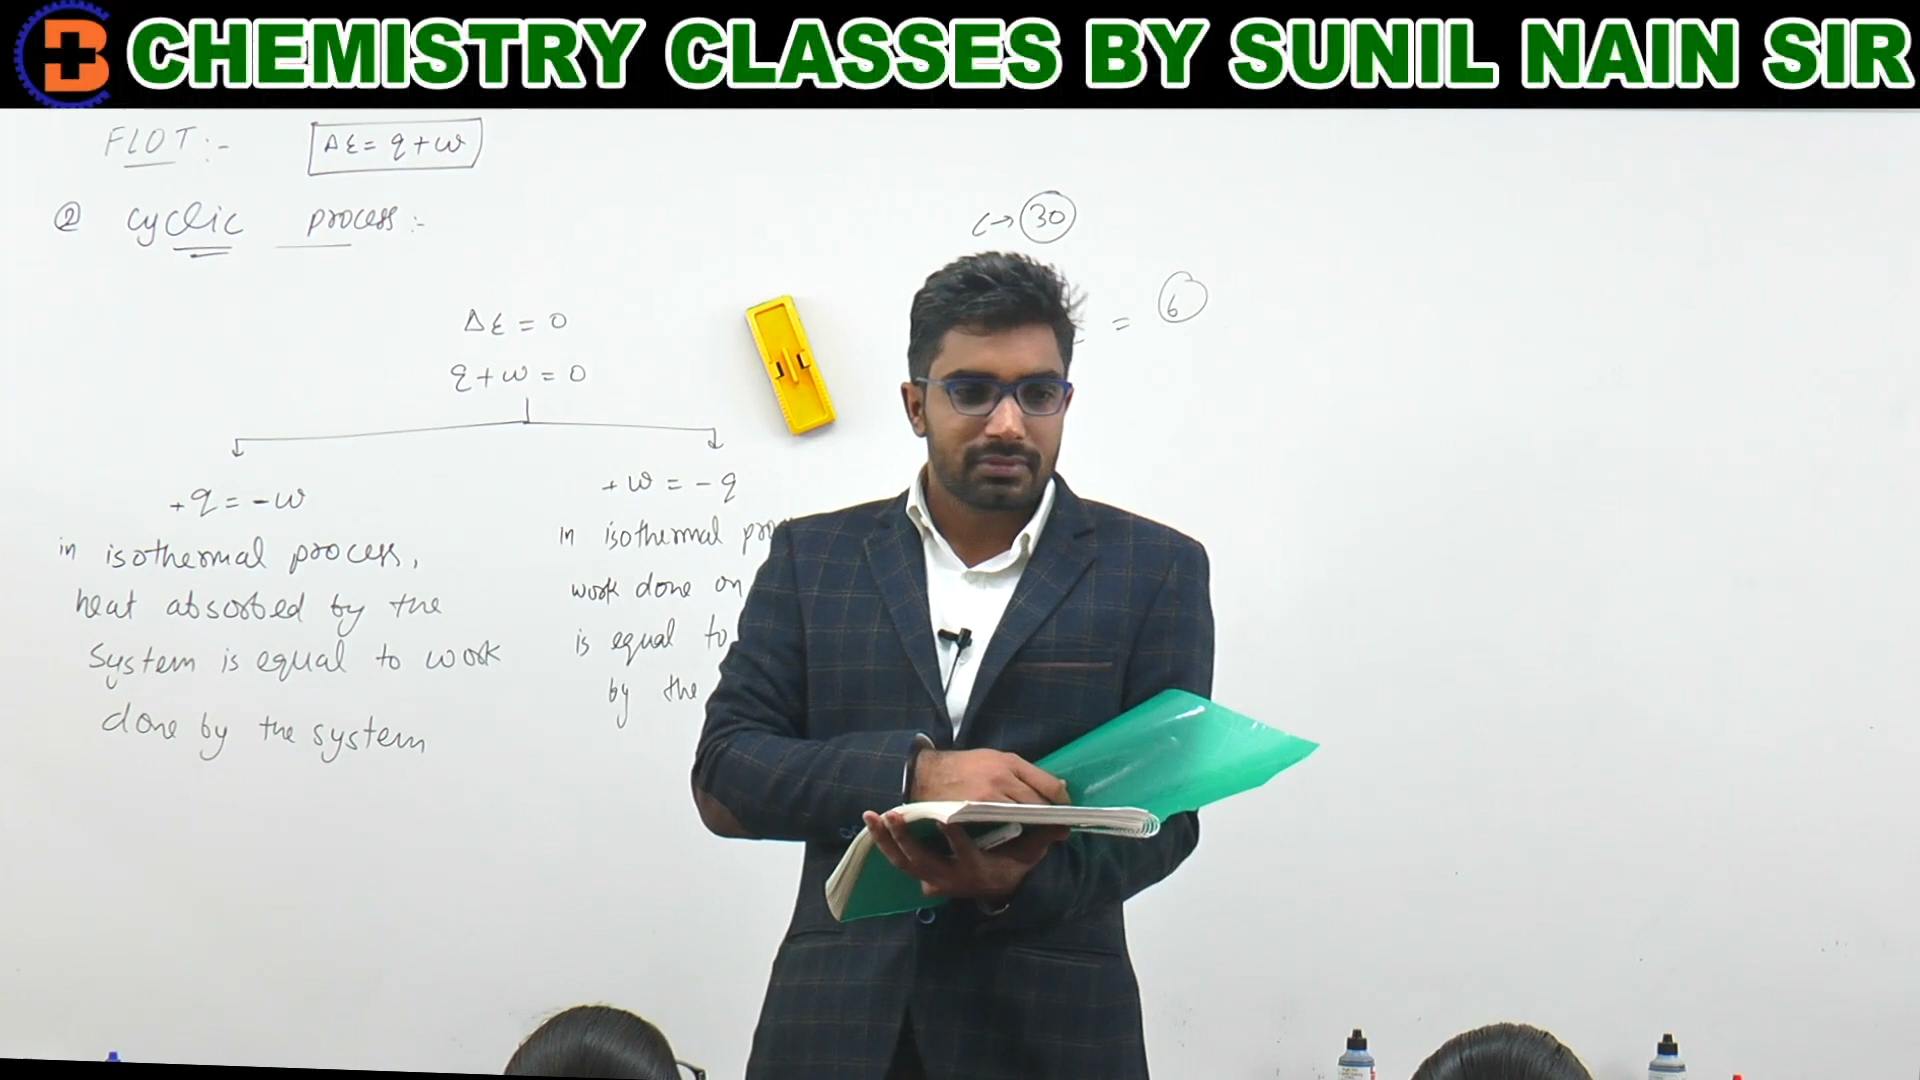 CHEMISTRY CLASSES BY SUNIL NAIN SIR
FLOT:- ΔE = q + w
② cyclic process :-
ΔE = 0
q + w = 0
+q = -w
in isothermal process,
heat absorbed by the
system is equal to work
done by the system
+w = -q
in isothermal
work done on
is equal to
by the
C→ 30
= 6